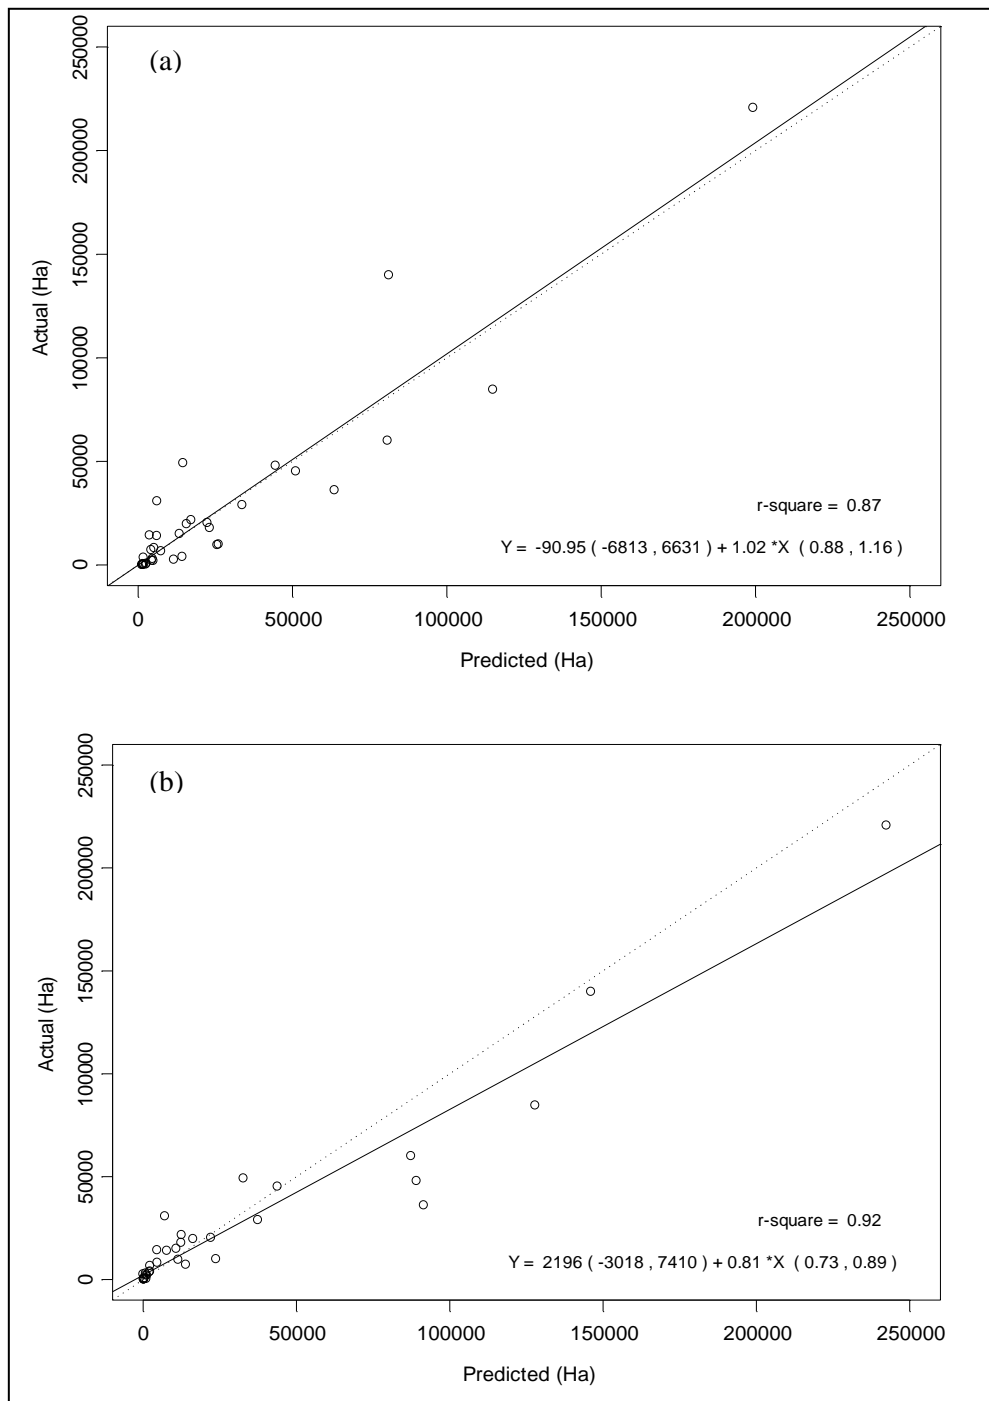 (a)
250000
200000
150000
100000
50000
0
Actual (Ha)
r-square = 0.87
Y = -90.95 ( -6813 , 6631 ) + 1.02 *X ( 0.88 , 1.16 )
0 50000 100000 150000 200000 250000
Predicted (Ha)
(b)
250000
200000
150000
100000
50000
0
Actual (Ha)
r-square = 0.92
Y = 2196 ( -3018 , 7410 ) + 0.81 *X ( 0.73 , 0.89 )
0 50000 100000 150000 200000 250000
Predicted (Ha)